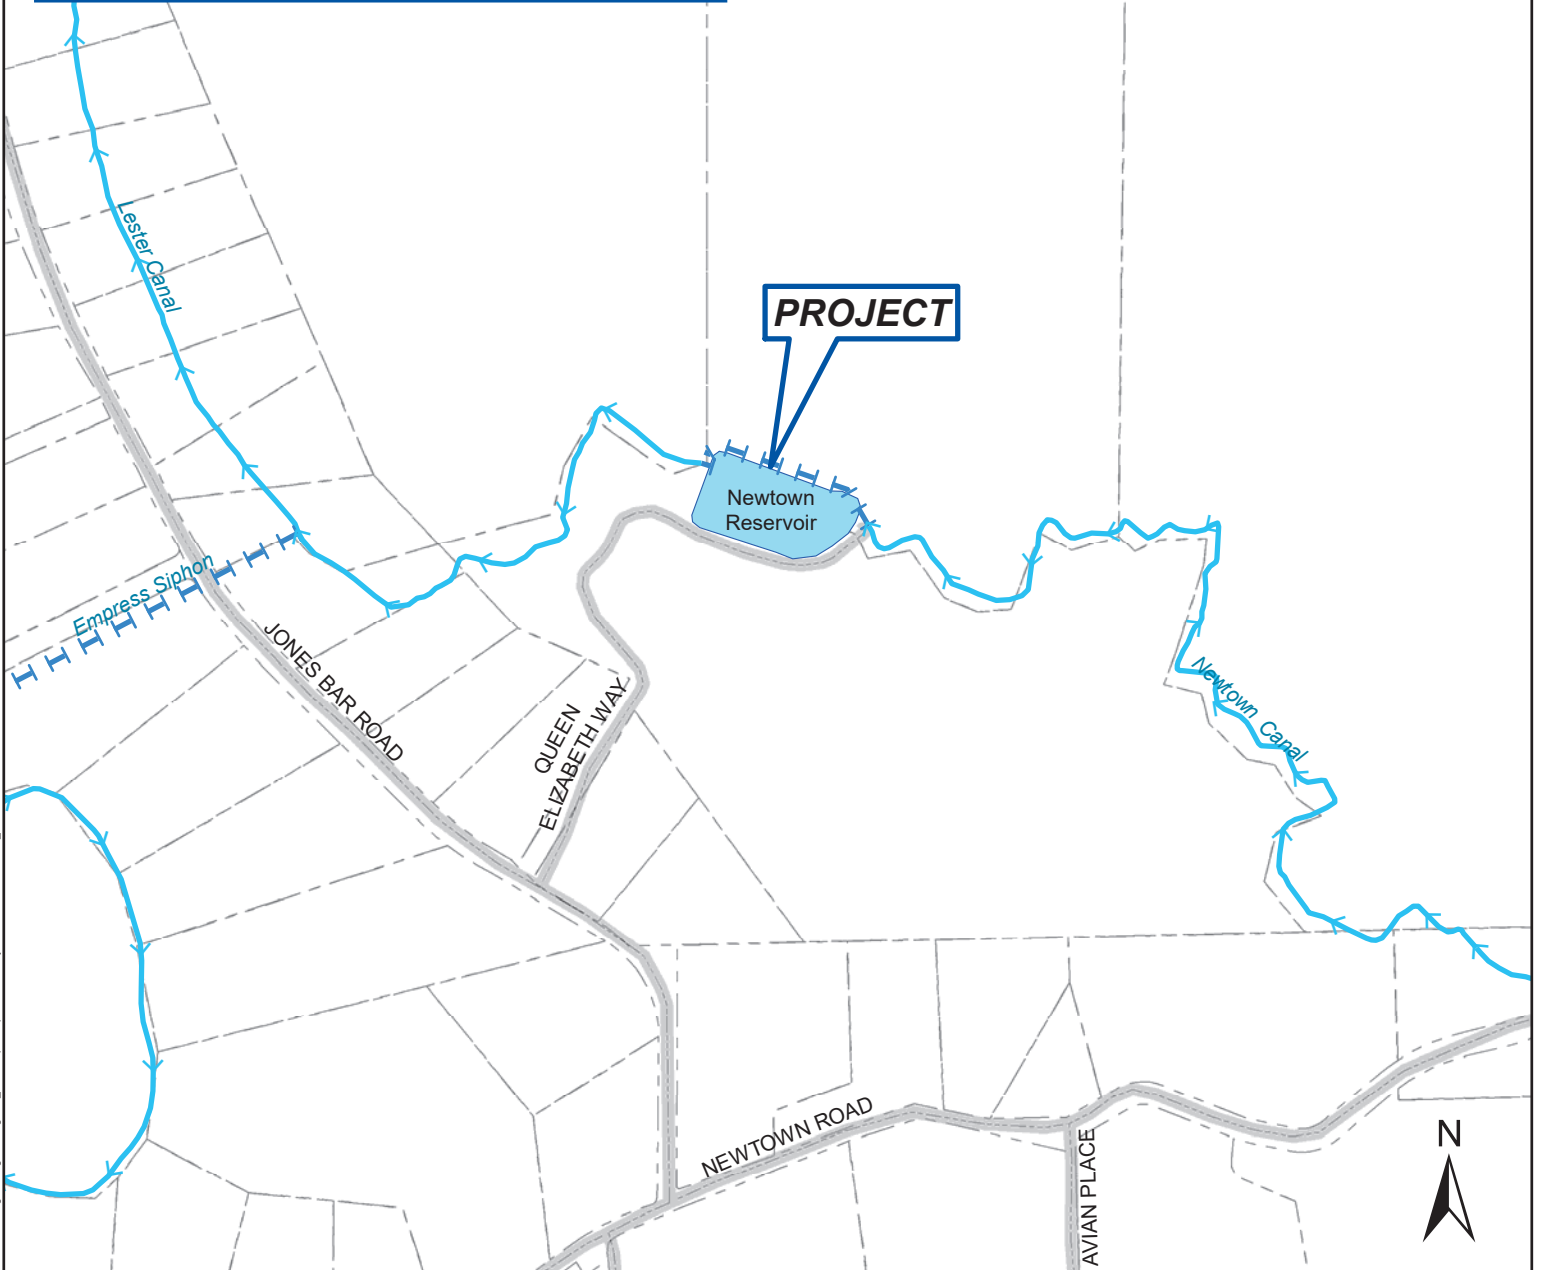 Lester Canal
PROJECT
Newtown
Reservoir
Empress Siphon
JONES BAR ROAD
QUEEN
ELIZABETH WAY
Newtown Canal
NEWTOWN ROAD
AVIAN PLACE
N